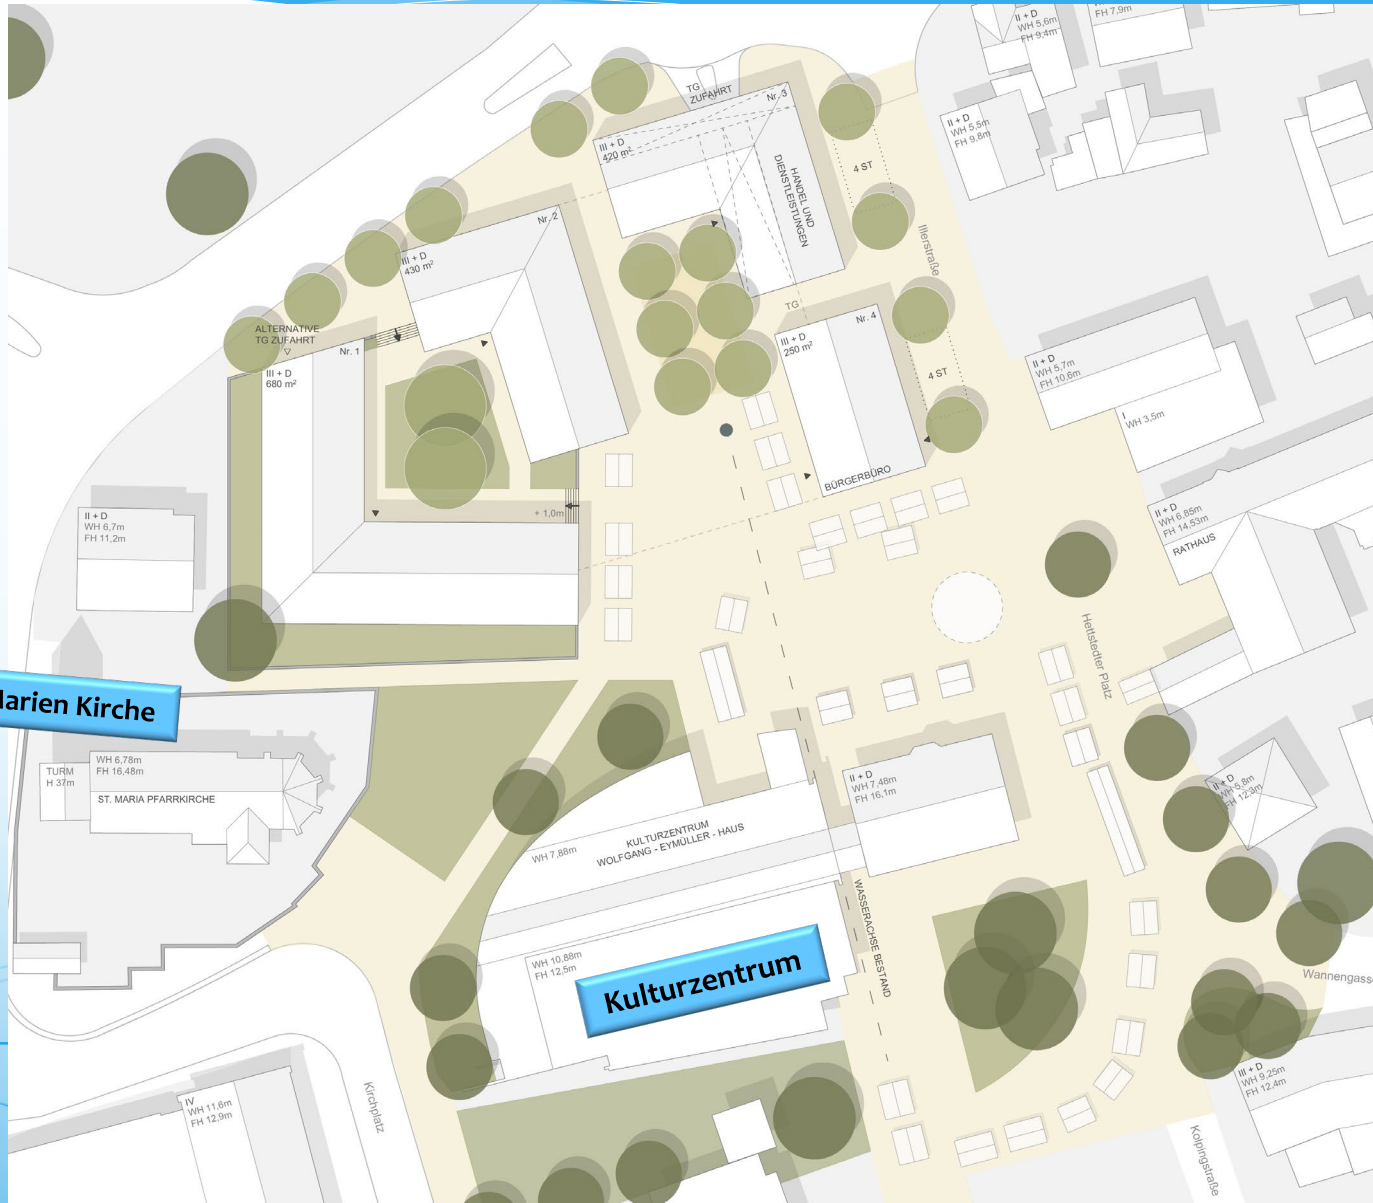 II + D
WH 5,6m
FH 9,4m
FH 7,9m
TG
ZUFAHRT
Nr. 3
III + D
420 m²
HANDEL UND
DIENSTLEISTUNGEN
4 ST
II + D
WH 5,5m
FH 9,8m
Nr. 2
III + D
430 m²
Illerstraße
ALTERNATIVE
TG ZUFAHRT
Nr. 1
III + D
680 m²
TG
Nr. 4
III + D
250 m²
4 ST
II + D
WH 5,7m
FH 10,6m
I
WH 3,5m
BÜRGERBÜRO
+ 1,0m
II + D
WH 6,7m
FH 11,2m
II + D
WH 6,85m
FH 14,53m
RATHAUS
Hettstedter Platz
Marien Kirche
WH 6,78m
FH 16,48m
TURM
H 37m
ST. MARIA PFARRKIRCHE
II + D
WH 7,48m
FH 16,1m
II + D
WH 5,8m
FH 12,3m
KULTURZENTRUM
WOLFGANG - EYMÜLLER - HAUS
WH 7,88m
WASSERACHSE BESTAND
WH 10,88m
FH 12,5m
Kulturzentrum
Wannengass
III + D
WH 9,25m
FH 12,4m
IV
WH 11,6m
FH 12,9m
Kirchplatz
Kolpingstraße